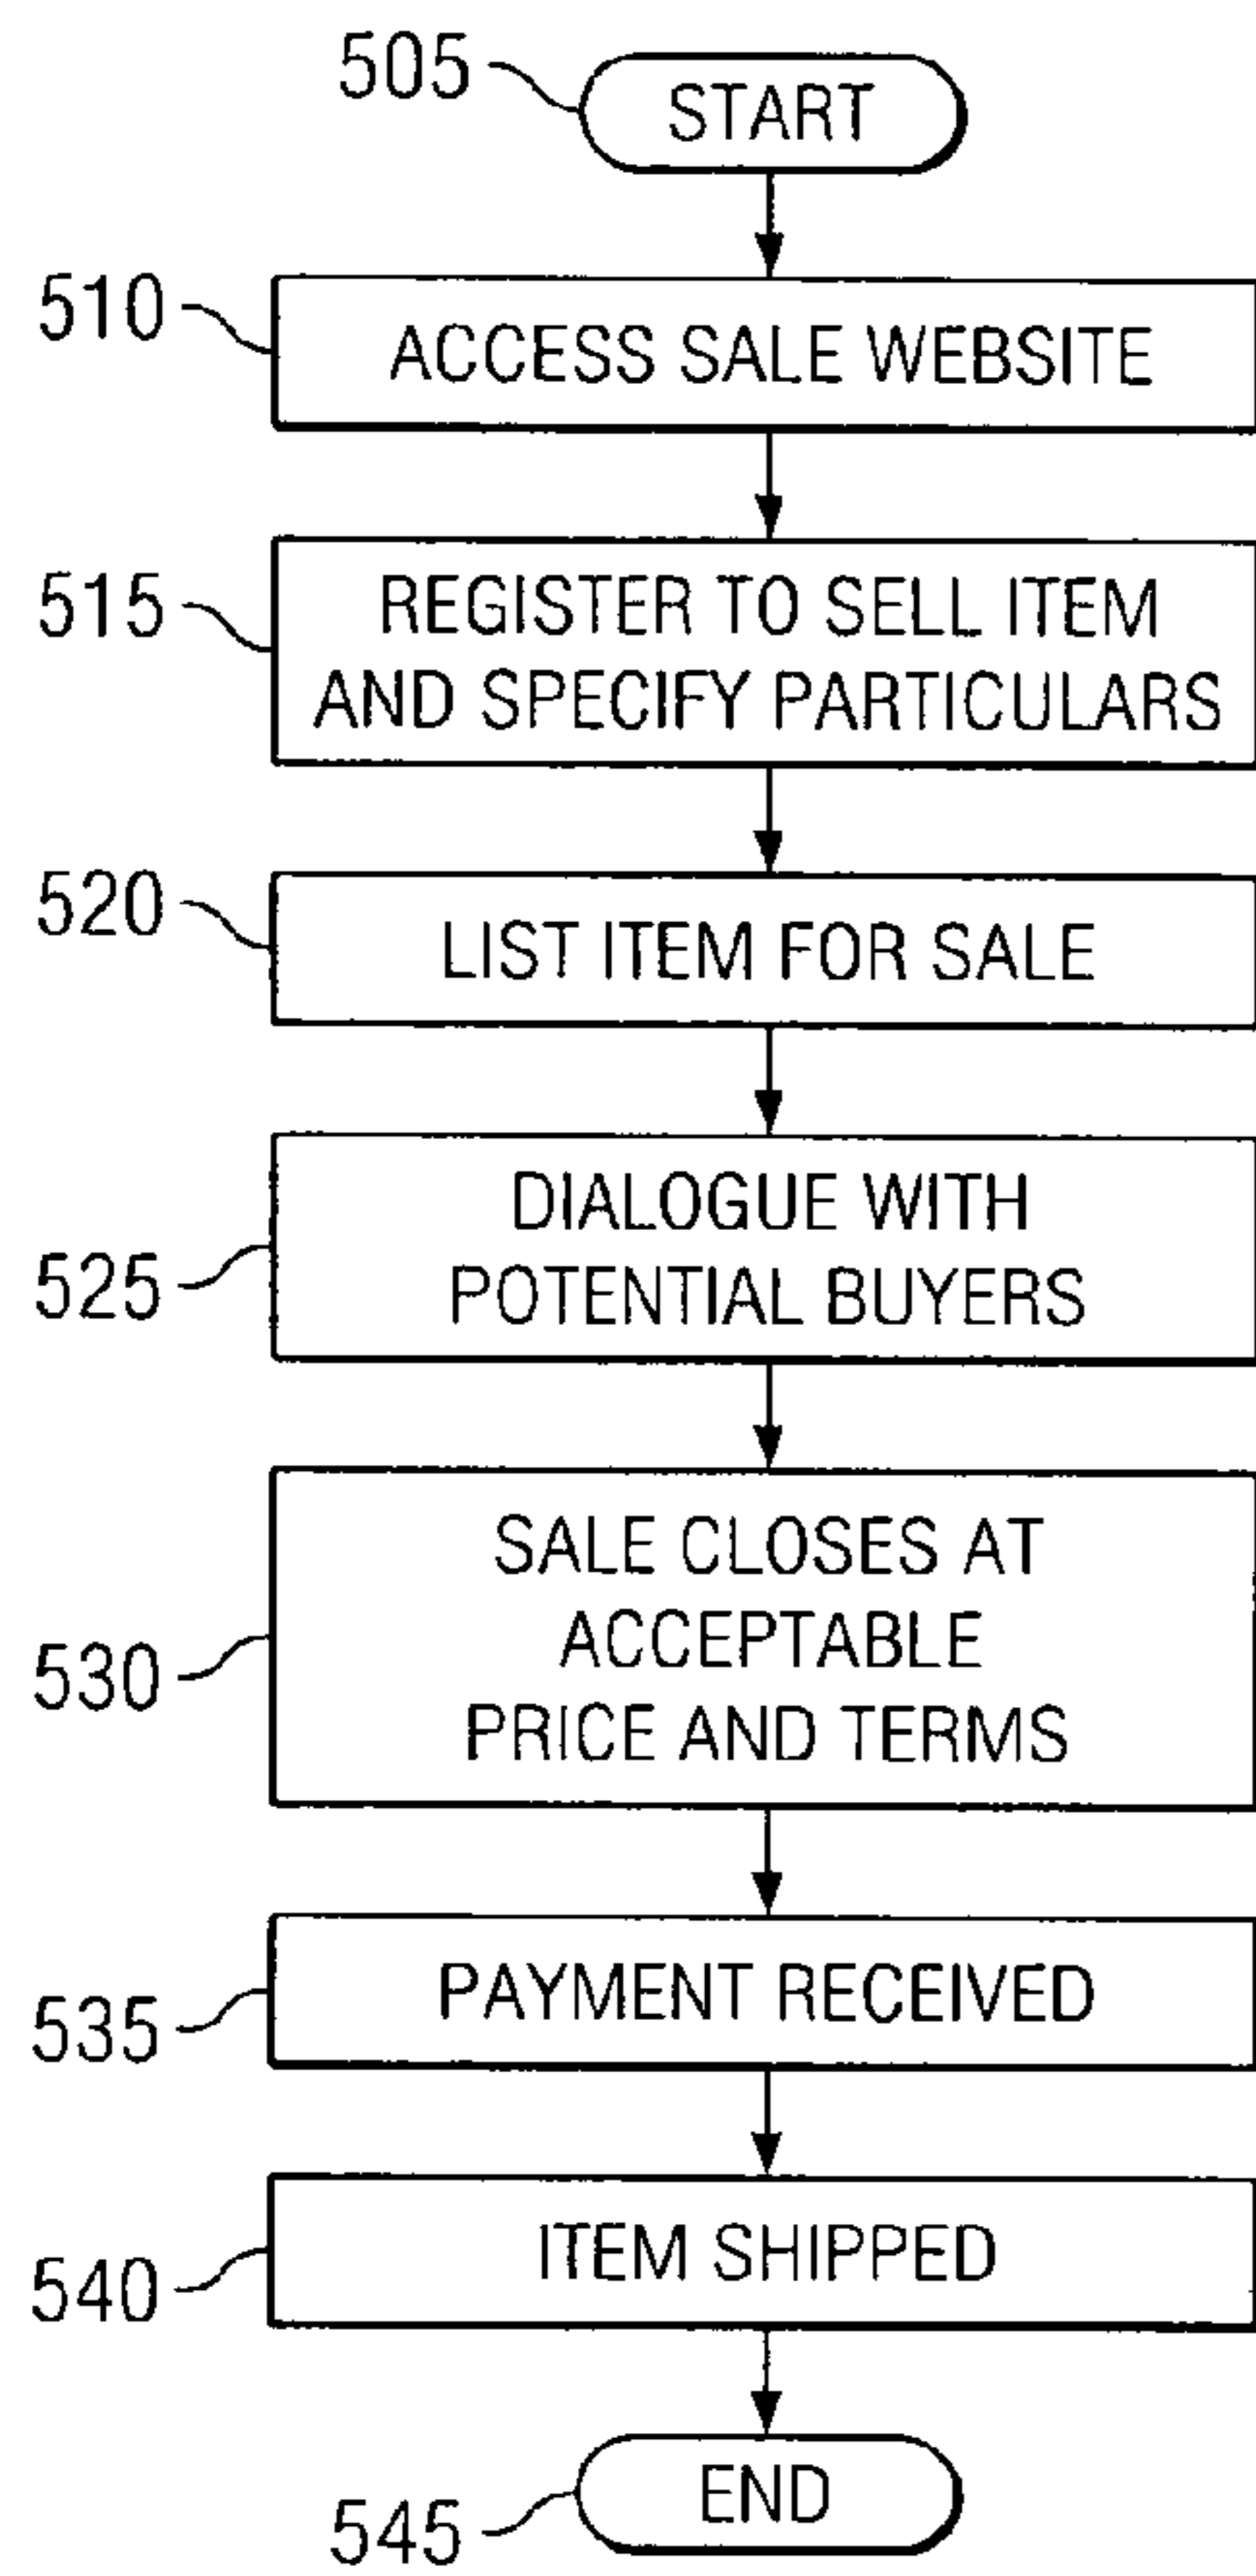 505
START
510
ACCESS SALE WEBSITE
515
REGISTER TO SELL ITEM
AND SPECIFY PARTICULARS
520
LIST ITEM FOR SALE
525
DIALOGUE WITH
POTENTIAL BUYERS
530
SALE CLOSES AT
ACCEPTABLE
PRICE AND TERMS
535
PAYMENT RECEIVED
540
ITEM SHIPPED
545
END